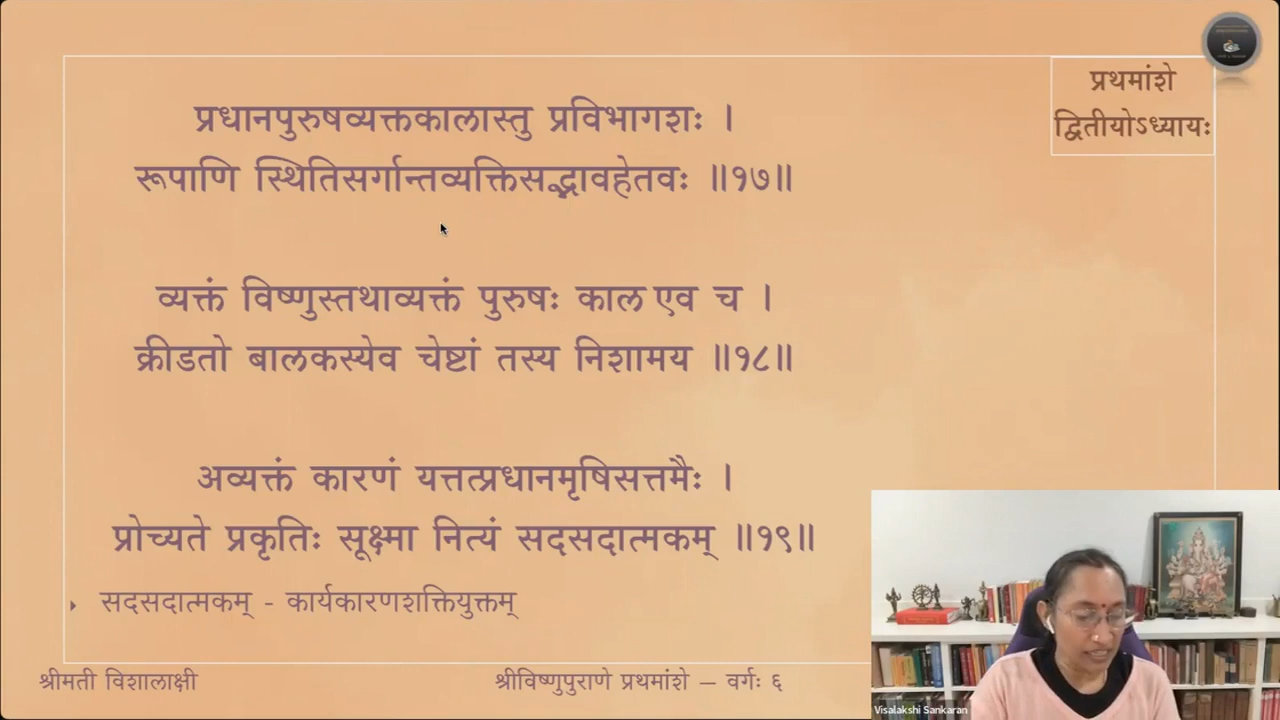 प्रथमांशे
द्वितीयोऽध्यायः
प्रधानपुरुषव्यक्तकालास्तु प्रविभागशः ।
रूपाणि स्थितिसर्गान्तव्यक्तिसद्भावहेतवः ॥१७॥
व्यक्तं विष्णुस्तथाव्यक्तं पुरुषः काल एव च ।
क्रीडतो बालकस्येव चेष्टां तस्य निशामय ॥१८॥
अव्यक्तं कारणं यत्तत्प्रधानमृषिसत्तमैः ।
प्रोच्यते प्रकृतिः सूक्ष्मा नित्यं सदसदात्मकम् ॥१९॥
सदसदात्मकम् - कार्यकारणशक्तियुक्तम्
श्रीमती विशालाक्षी
श्रीविष्णुपुराणे प्रथमांशे – वर्गः ६
Visalakshi Sankaran